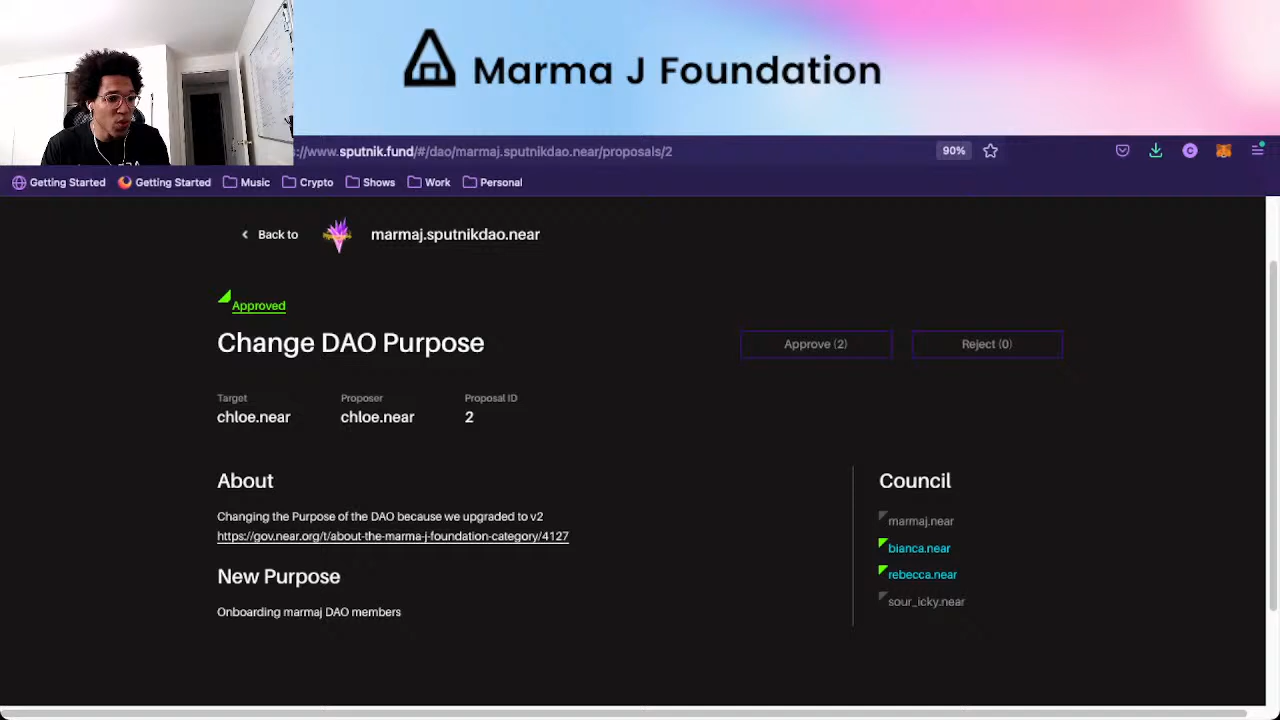 Marma J Foundation
://www.sputnik.fund/#/dao/marmaj.sputnikdao.near/proposals/2
90%
Getting Started
Getting Started
Music
Crypto
Shows
Work
Personal
Back to
marmaj.sputnikdao.near
Approved
Change DAO Purpose
Approve (2)
Reject (0)
Target
Proposer
Proposal ID
chloe.near
chloe.near
2
About
Changing the Purpose of the DAO because we upgraded to v2
https://gov.near.org/t/about-the-marma-j-foundation-category/4127
New Purpose
Onboarding marmaj DAO members
Council
marmaj.near
bianca.near
rebecca.near
sour_icky.near